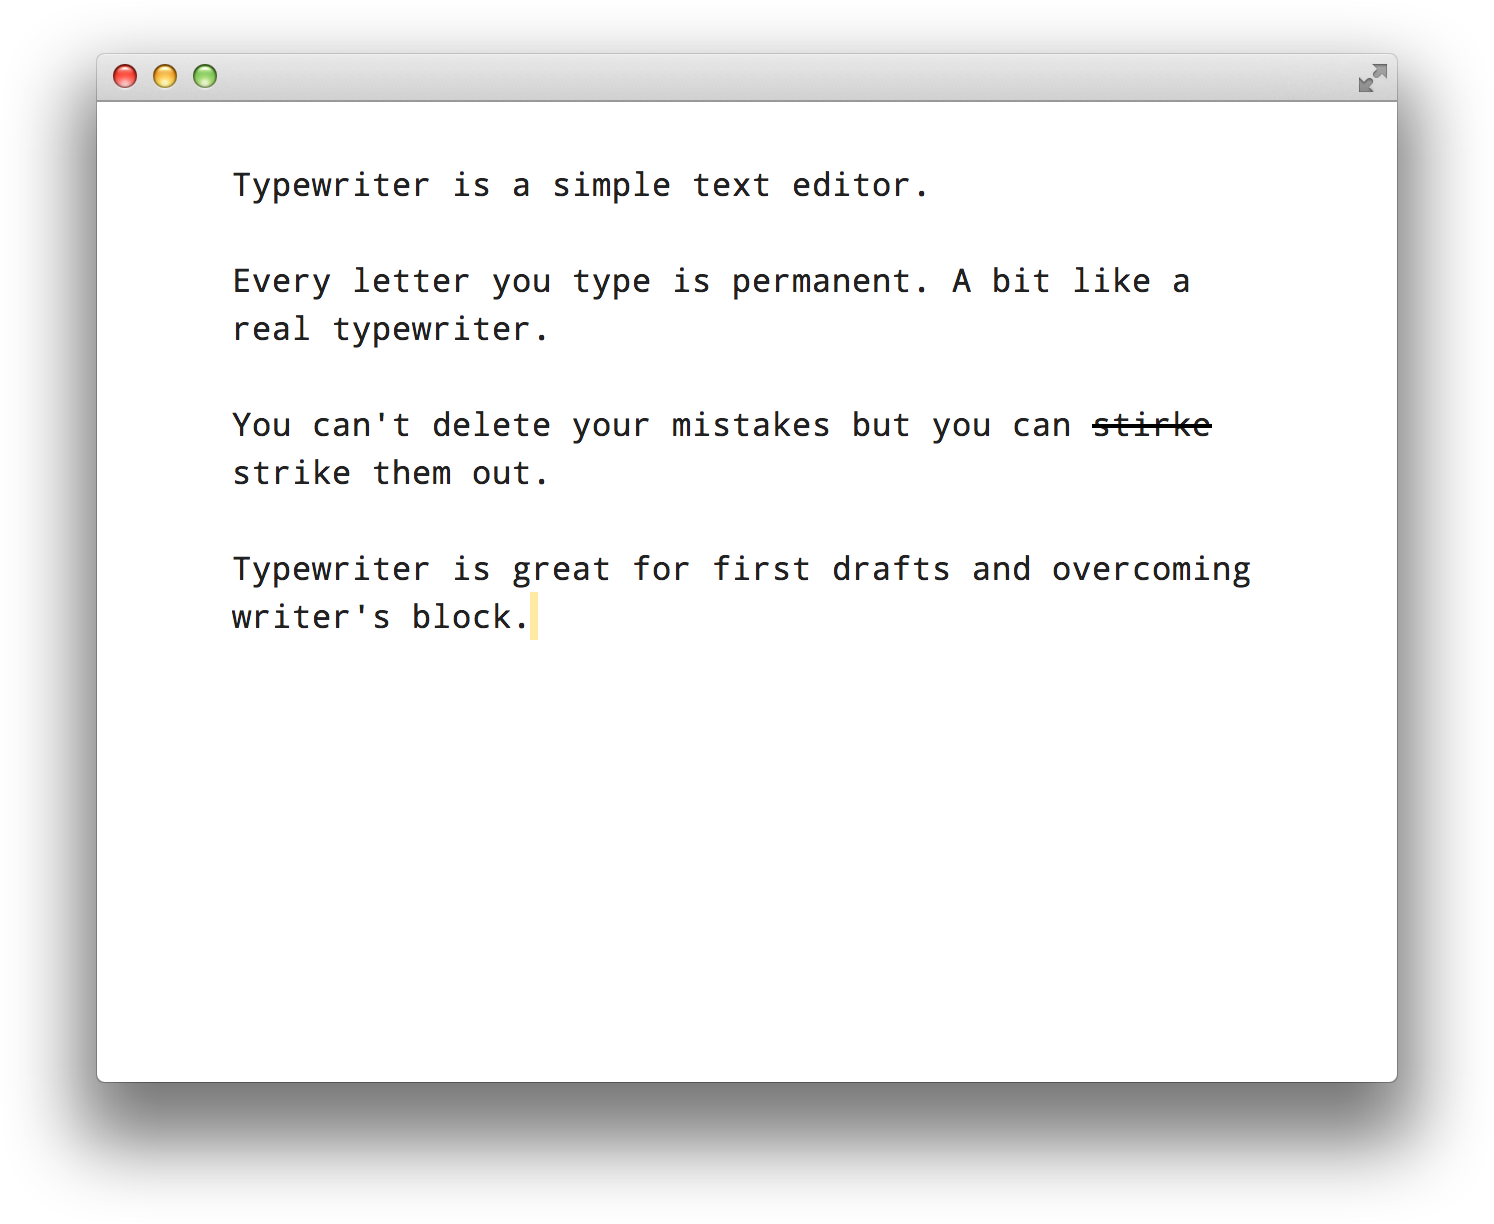 Typewriter is a simple text editor.
Every letter you type is permanent. A bit like a
real typewriter.
You can't delete your mistakes but you can stirke
strike them out.
Typewriter is great for first drafts and overcoming
writer's block.